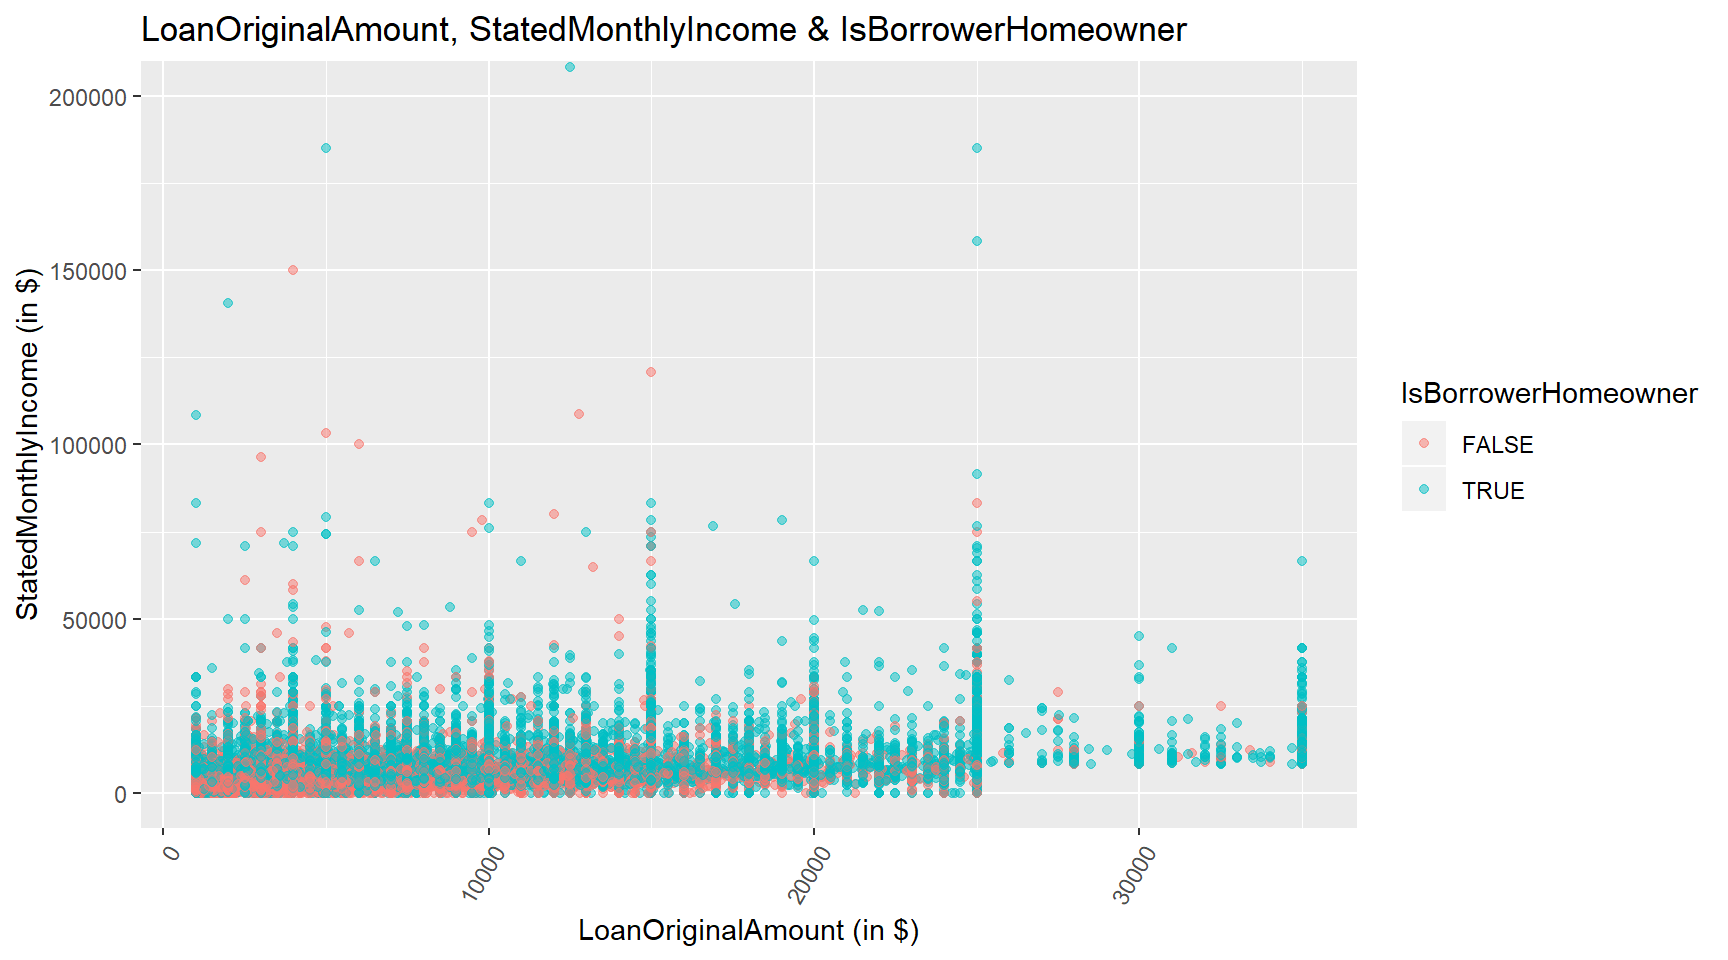 LoanOriginalAmount, StatedMonthlyIncome & IsBorrowerHomeowner
StatedMonthlyIncome (in $)
200000
150000
100000
50000
0
0
10000
20000
30000
LoanOriginalAmount (in $)
IsBorrowerHomeowner
FALSE
TRUE